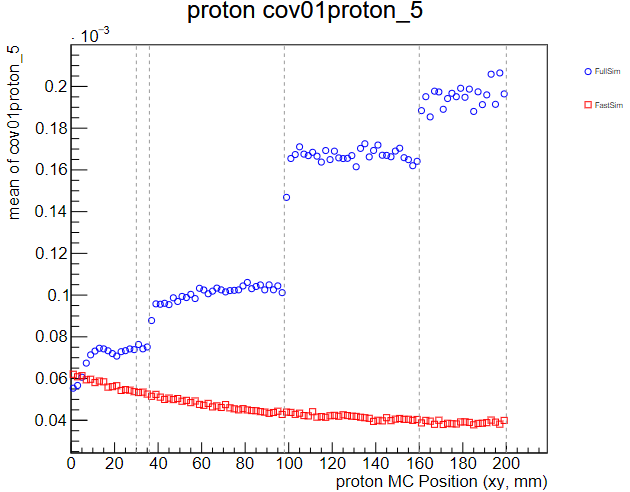 proton cov01proton_5
· 10⁻³
mean of cov01proton_5
0.2
0.18
0.16
0.14
0.12
0.1
0.08
0.06
0.04
0 20 40 60 80 100 120 140 160 180 200
proton MC Position (xy, mm)
FullSim
FastSim